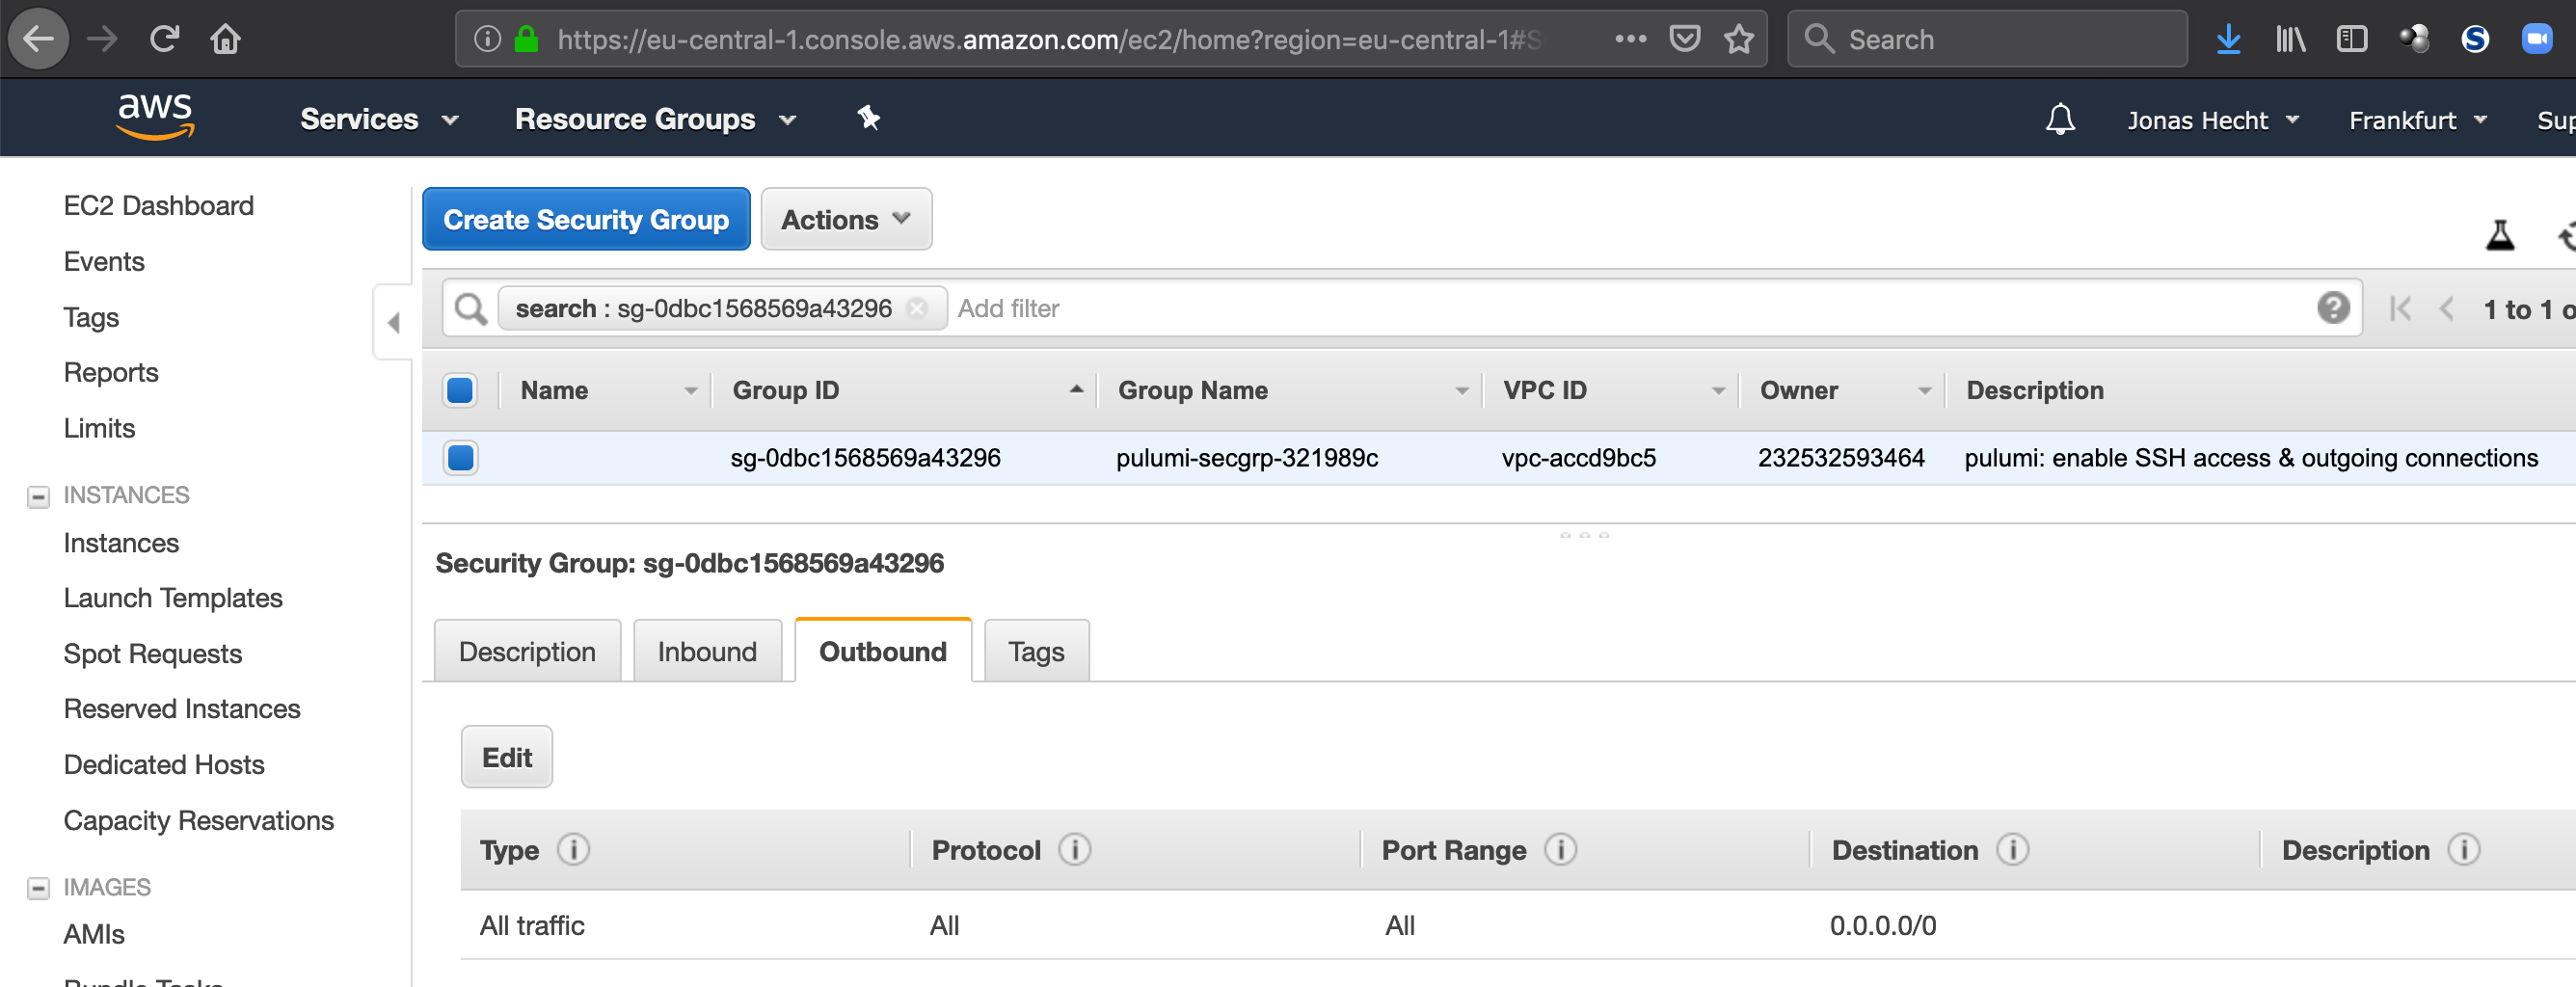 https://eu-central-1.console.aws.amazon.com/ec2/home?region=eu-central-1#S
Search
aws
Services
Resource Groups
Jonas Hecht
Frankfurt
EC2 Dashboard
Events
Tags
Reports
Limits
INSTANCES
Instances
Launch Templates
Spot Requests
Reserved Instances
Dedicated Hosts
Capacity Reservations
IMAGES
AMIs
Bundle Tasks
Create Security Group
Actions
search : sg-0dbc1568569a43296
Add filter
1 to 1 o
Name Group ID Group Name VPC ID Owner Description
sg-0dbc1568569a43296 pulumi-secgrp-321989c vpc-accd9bc5 232532593464 pulumi: enable SSH access & outgoing connections
Security Group: sg-0dbc1568569a43296
Description Inbound Outbound Tags
Edit
Type Protocol Port Range Destination Description
All traffic All All 0.0.0.0/0